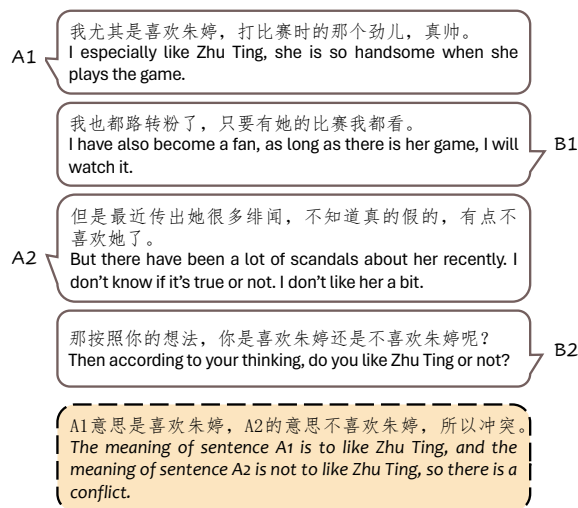 我尤其是喜欢朱婷，打比赛时的那个劲儿，真帅。
I especially like Zhu Ting, she is so handsome when she
plays the game.
A1
我也都路转粉了，只要有她的比赛我都看。
I have also become a fan, as long as there is her game, I will
watch it.
B1
但是最近传出她很多绯闻，不知道真的假的，有点不
喜欢她了。
But there have been a lot of scandals about her recently. I
don't know if it's true or not. I don't like her a bit.
A2
那按照你的想法，你是喜欢朱婷还是不喜欢朱婷呢？
Then according to your thinking, do you like Zhu Ting or not?
B2
A1意思是喜欢朱婷，A2的意思不喜欢朱婷，所以冲突。
The meaning of sentence A1 is to like Zhu Ting, and the
meaning of sentence A2 is not to like Zhu Ting, so there is a
conflict.